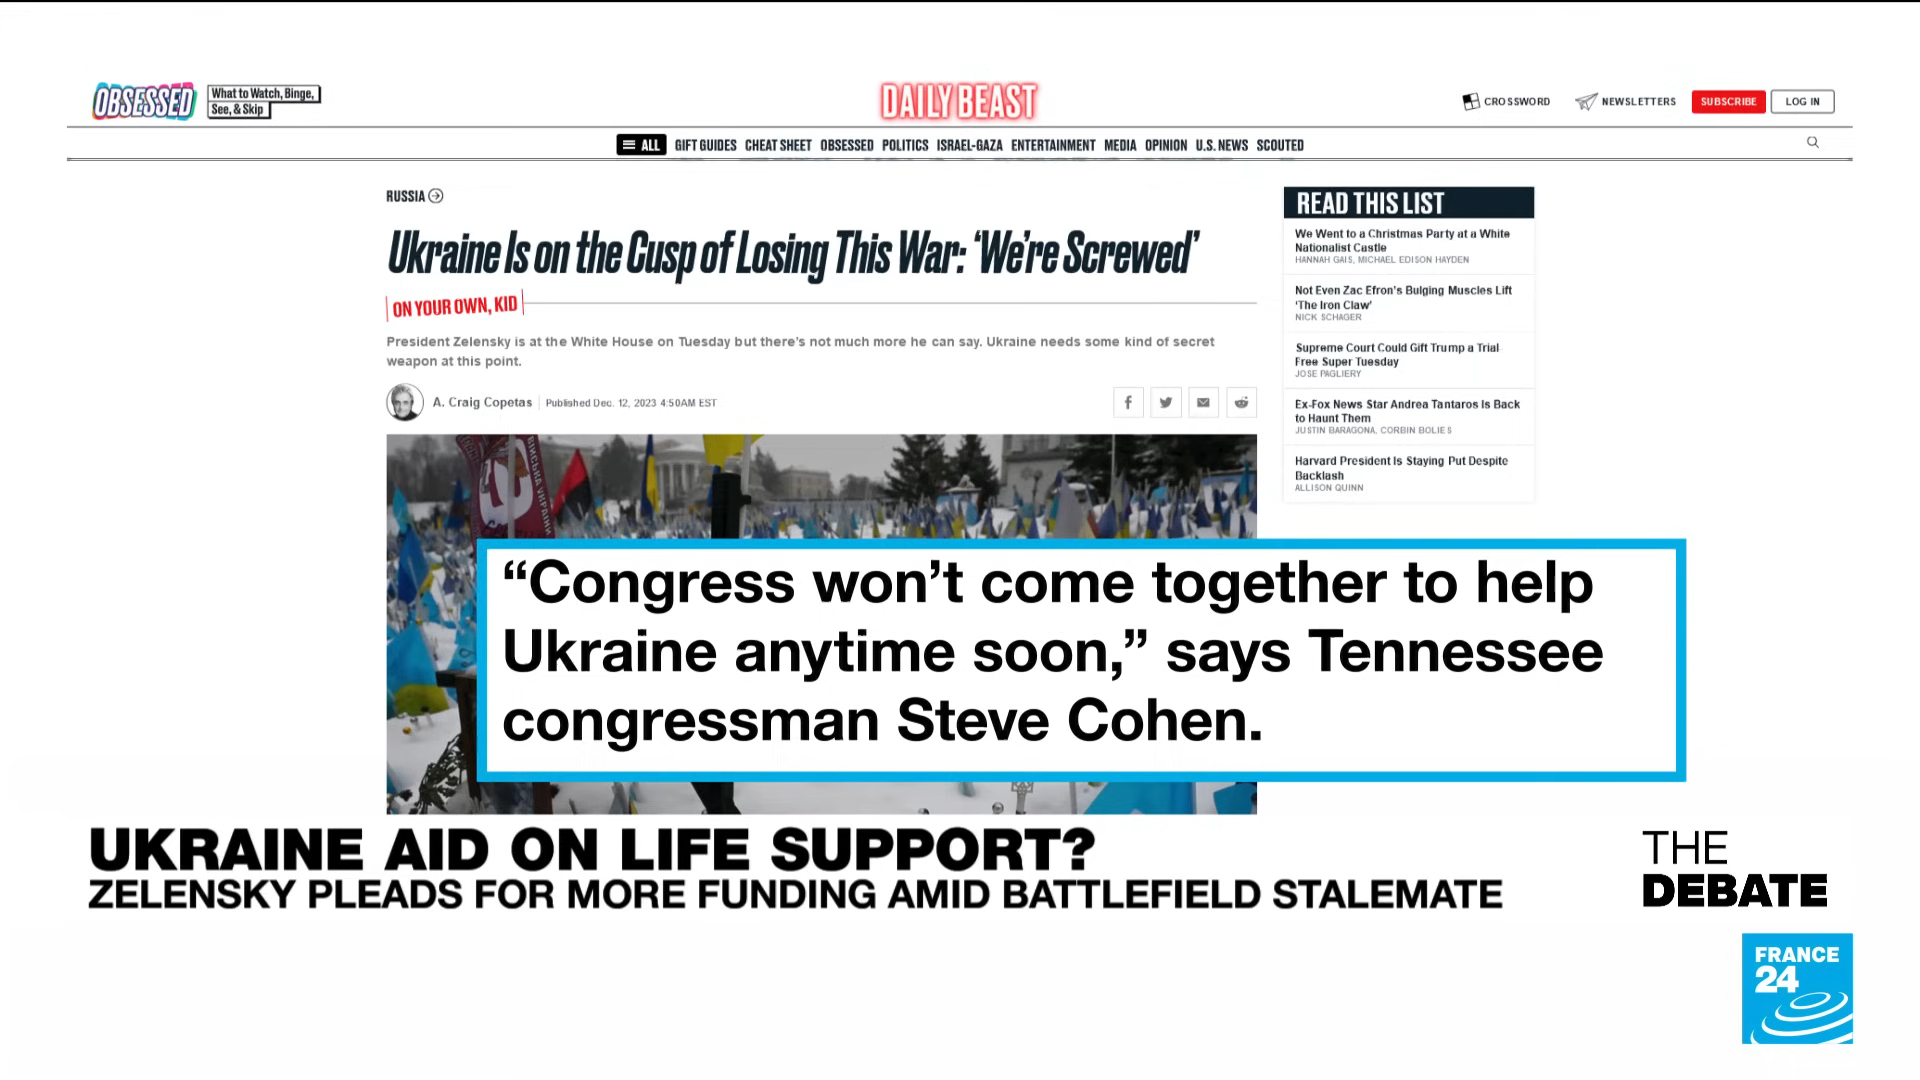 OBSESSED
What to Watch, Binge,
See, & Skip
DAILY BEAST
CROSSWORD
NEWSLETTERS
SUBSCRIBE
LOG IN
ALL GIFT GUIDES CHEAT SHEET OBSESSED POLITICS ISRAEL-GAZA ENTERTAINMENT MEDIA OPINION U.S. NEWS SCOUTED
RUSSIA
Ukraine Is on the Cusp of Losing This War: ‘We’re Screwed’
ON YOUR OWN, KID
President Zelensky is at the White House on Tuesday but there’s not much more he can say. Ukraine needs some kind of secret
weapon at this point.
A. Craig Copetas
Published Dec. 12, 2023 4:50AM EST
READ THIS LIST
We Went to a Christmas Party at a White
Nationalist Castle
HANNAH GAIS, MICHAEL EDISON HAYDEN
Not Even Zac Efron’s Bulging Muscles Lift
‘The Iron Claw’
NICK SCHAGER
Supreme Court Could Gift Trump a Trial-
Free Super Tuesday
JOSE PAGLIERY
Ex-Fox News Star Andrea Tantaros Is Back
to Haunt Them
JUSTIN BARAGONA, CORBIN BOLIES
Harvard President Is Staying Put Despite
Backlash
ALLISON QUINN
“Congress won’t come together to help
Ukraine anytime soon,” says Tennessee
congressman Steve Cohen.
UKRAINE AID ON LIFE SUPPORT?
ZELENSKY PLEADS FOR MORE FUNDING AMID BATTLEFIELD STALEMATE
THE
DEBATE
FRANCE
24